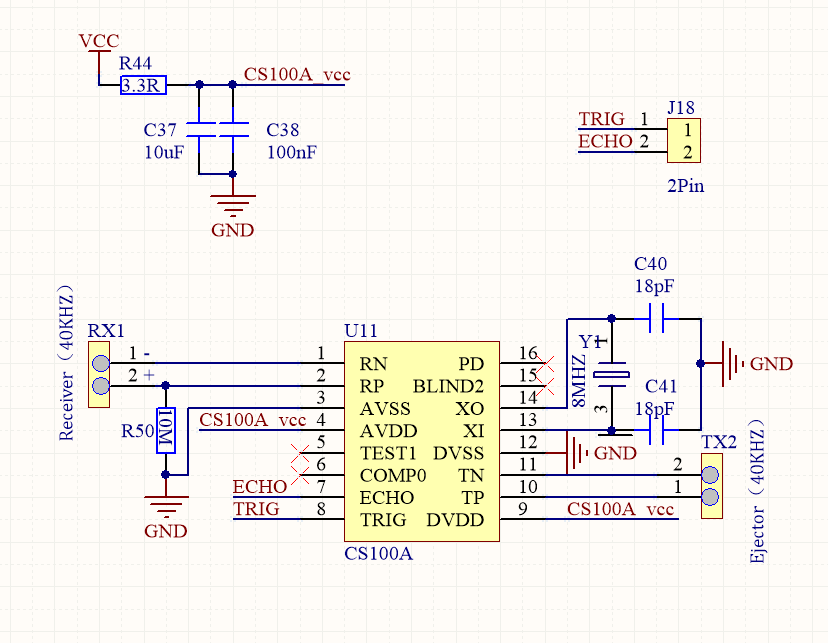 VCC
R44
3.3R
CS100A_vcc
C37
10uF
C38
100nF
GND
J18
TRIG 1 1
ECHO 2 2
2Pin
C40
18pF
Y1
8MHZ
1
3
GND
C41
18pF
Receiver（40KHZ）
RX1
1 -
2 +
R50
10M
GND
U11
1 RN
2 RP
3 AVSS
CS100A_vcc 4 AVDD
5 TEST1
6 COMP0
ECHO 7 ECHO
TRIG 8 TRIG
PD 16
BLIND2 15
XO 14
XI 13
DVSS 12 GND
TN 11 2
TP 10 1
DVDD 9 CS100A_vcc
CS100A
TX2
Ejector（40KHZ）